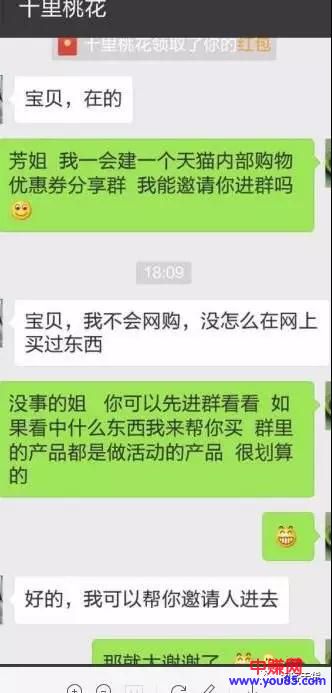 十里桃花
十里桃花领取了你的红包
宝贝，在的
芳姐 我一会建一个天猫内部购物
优惠券分享群 我能邀请你进群吗
18:09
宝贝，我不会网购，没怎么在网上
买过东西
没事的姐 你可以先进群看看 如
果看中什么东西我来帮你买 群里
的产品都是做活动的产品 很划算
的
好的，我可以帮你邀请人进去
那就太谢谢了
中赚网
www.you85.com